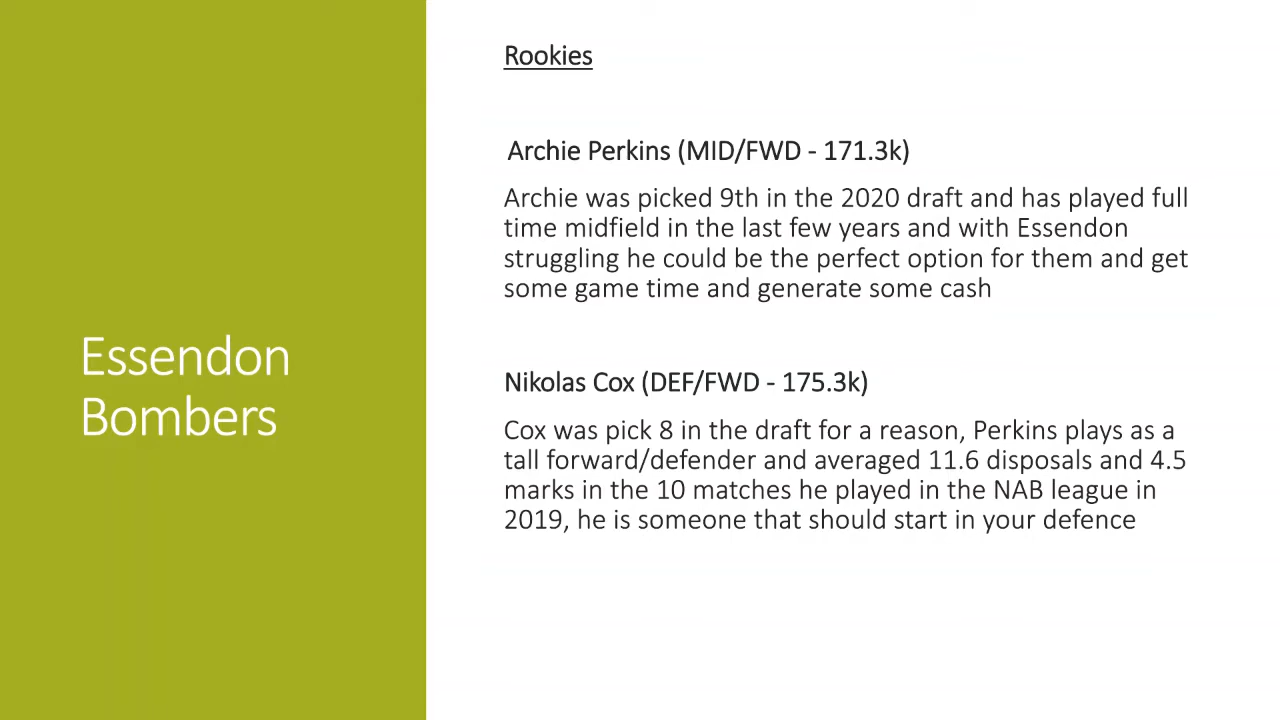 Essendon
Bombers
Rookies
Archie Perkins (MID/FWD - 171.3k)
Archie was picked 9th in the 2020 draft and has played full
time midfield in the last few years and with Essendon
struggling he could be the perfect option for them and get
some game time and generate some cash
Nikolas Cox (DEF/FWD - 175.3k)
Cox was pick 8 in the draft for a reason, Perkins plays as a
tall forward/defender and averaged 11.6 disposals and 4.5
marks in the 10 matches he played in the NAB league in
2019, he is someone that should start in your defence